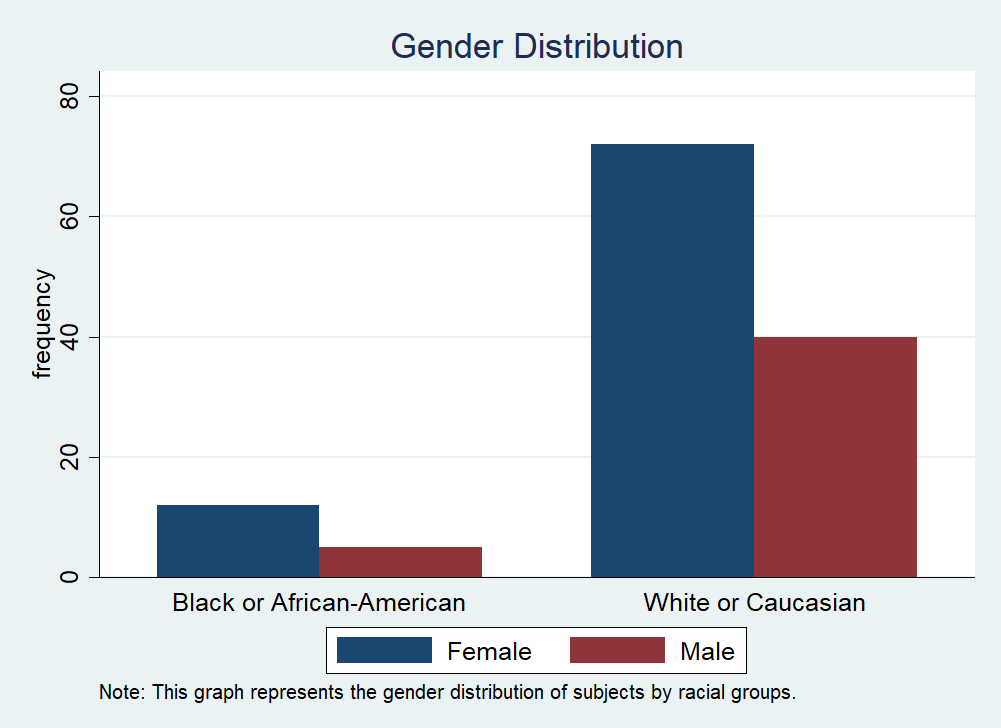 Gender Distribution
80
60
40
20
0
frequency
Black or African-American
White or Caucasian
Female
Male
Note: This graph represents the gender distribution of subjects by racial groups.